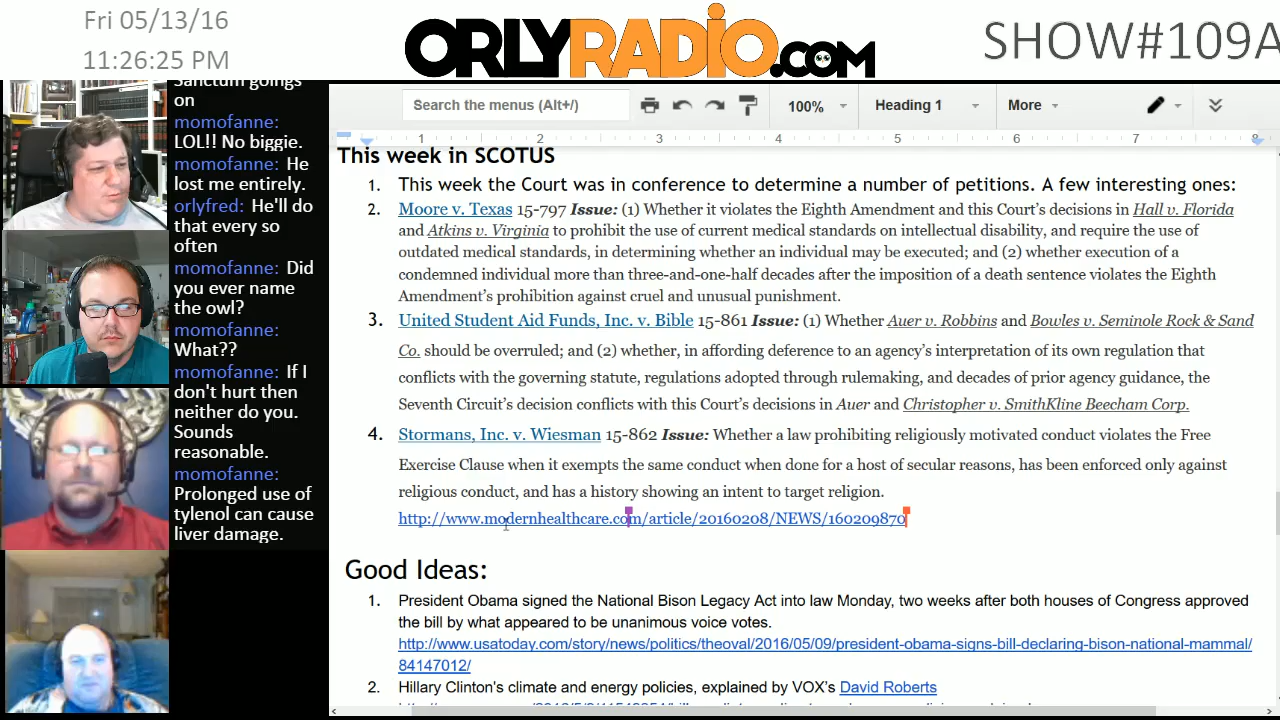 Fri 05/13/16
11:26:25 PM
ORLYRADIO.COM
SHOW#109A
Sanctum goings
on
momofanne:
LOL!! No biggie.
momofanne: He
lost me entirely.
orlyfred: He'll do
that every so
often
momofanne: Did
you ever name
the owl?
momofanne:
What??
momofanne: If I
don't hurt then
neither do you.
Sounds
reasonable.
momofanne:
Prolonged use of
tylenol can cause
liver damage.
Search the menus (Alt+/)
100%
Heading 1
More
1 2 3 4 5 6 7 8
This week in SCOTUS
1. This week the Court was in conference to determine a number of petitions. A few interesting ones:
2. Moore v. Texas 15-797 Issue: (1) Whether it violates the Eighth Amendment and this Court's decisions in Hall v. Florida
and Atkins v. Virginia to prohibit the use of current medical standards on intellectual disability, and require the use of
outdated medical standards, in determining whether an individual may be executed; and (2) whether execution of a
condemned individual more than three-and-one-half decades after the imposition of a death sentence violates the Eighth
Amendment's prohibition against cruel and unusual punishment.
3. United Student Aid Funds, Inc. v. Bible 15-861 Issue: (1) Whether Auer v. Robbins and Bowles v. Seminole Rock & Sand
Co. should be overruled; and (2) whether, in affording deference to an agency's interpretation of its own regulation that
conflicts with the governing statute, regulations adopted through rulemaking, and decades of prior agency guidance, the
Seventh Circuit's decision conflicts with this Court's decisions in Auer and Christopher v. SmithKline Beecham Corp.
4. Stormans, Inc. v. Wiesman 15-862 Issue: Whether a law prohibiting religiously motivated conduct violates the Free
Exercise Clause when it exempts the same conduct when done for a host of secular reasons, has been enforced only against
religious conduct, and has a history showing an intent to target religion.
http://www.modernhealthcare.com/article/20160208/NEWS/160209870
Good Ideas:
1. President Obama signed the National Bison Legacy Act into law Monday, two weeks after both houses of Congress approved
the bill by what appeared to be unanimous voice votes.
http://www.usatoday.com/story/news/politics/theoval/2016/05/09/president-obama-signs-bill-declaring-bison-national-mammal/
84147012/
2. Hillary Clinton's climate and energy policies, explained by VOX's David Roberts